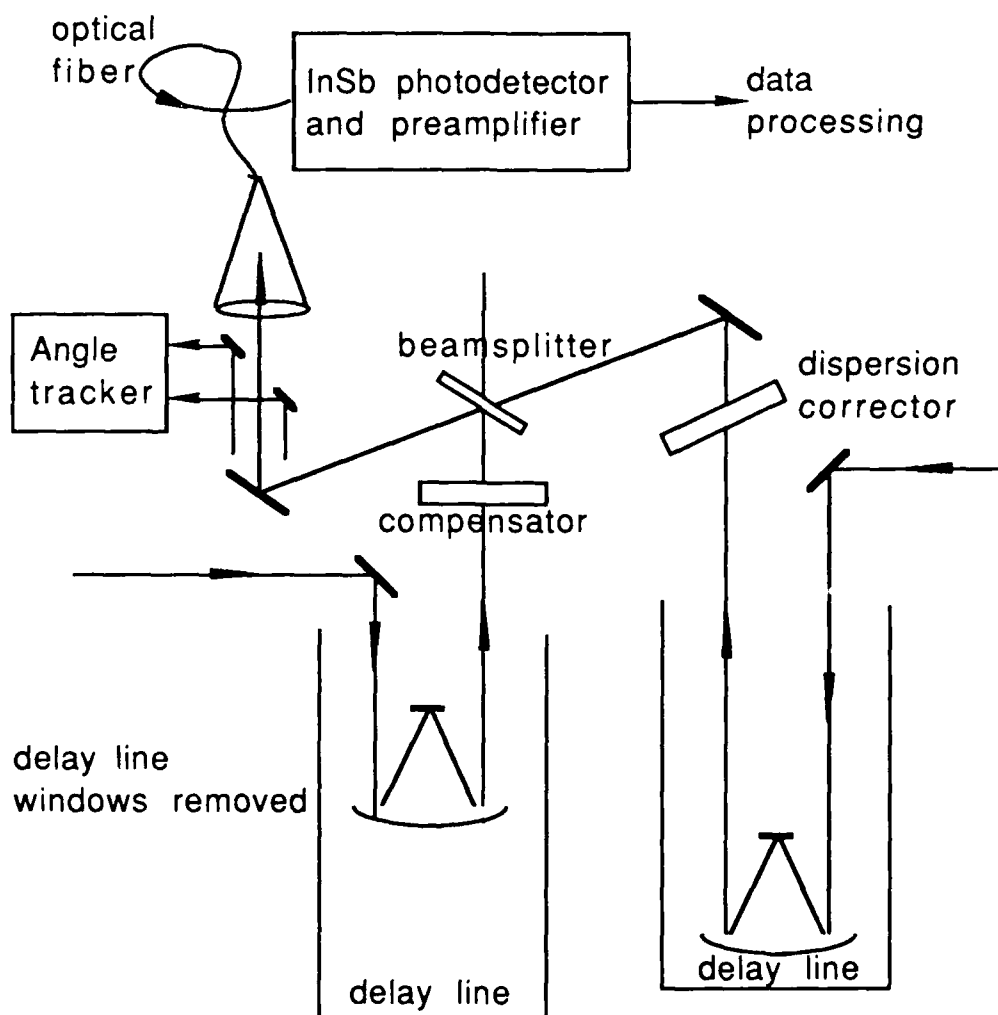 optical
fiber
InSb photodetector
and preamplifier
data
processing
Angle
tracker
beamsplitter
dispersion
corrector
compensator
delay line
windows removed
delay line
delay line